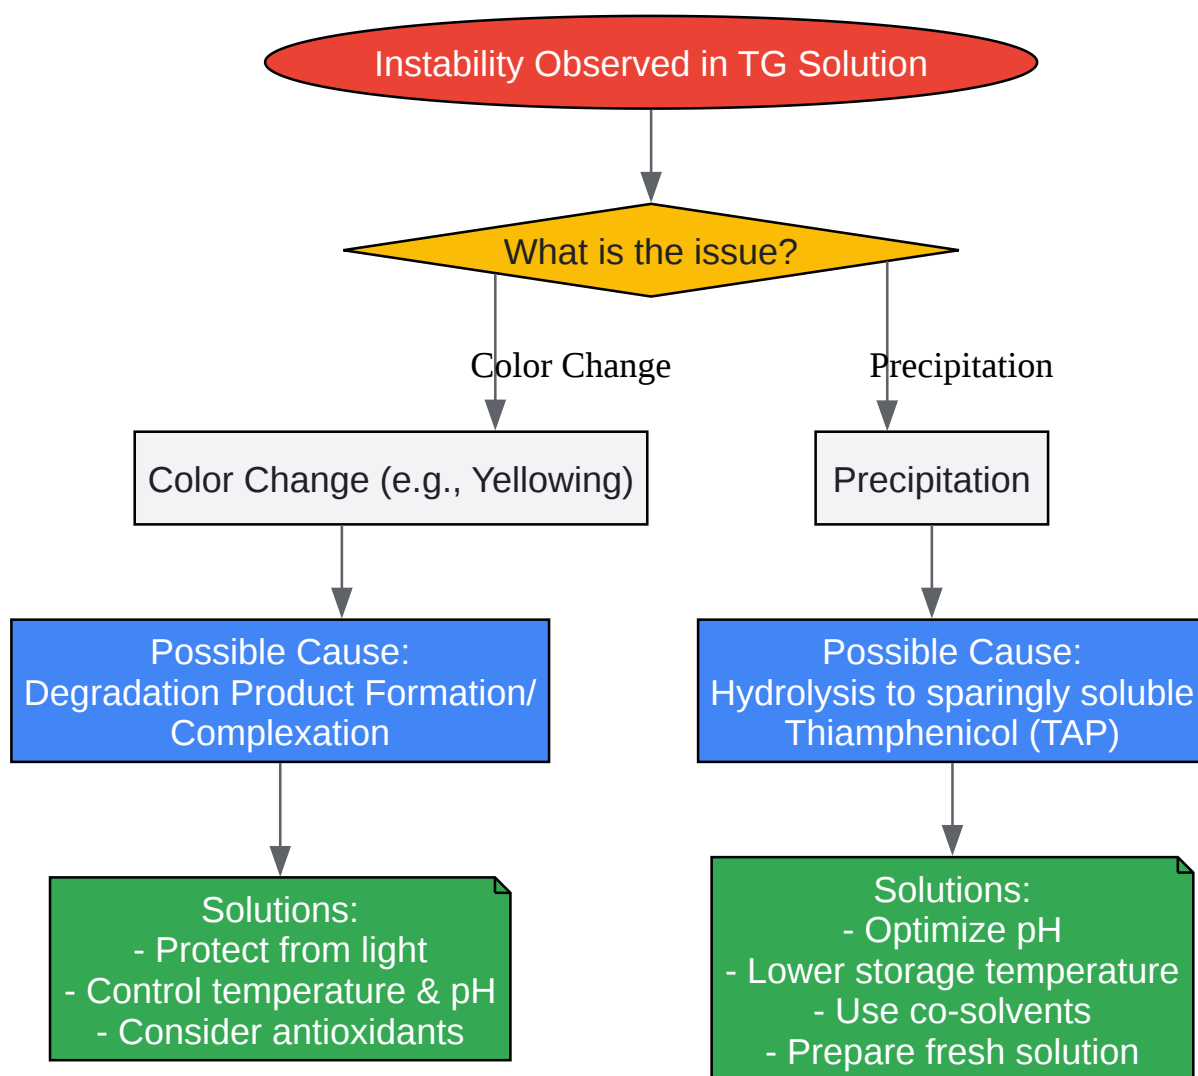 Instability Observed in TG Solution
What is the issue?
Color Change
Precipitation
Color Change (e.g., Yellowing)
Precipitation
Possible Cause:
Degradation Product Formation/
Complexation
Possible Cause:
Hydrolysis to sparingly soluble
Thiamphenicol (TAP)
Solutions:
- Protect from light
- Control temperature & pH
- Consider antioxidants
Solutions:
- Optimize pH
- Lower storage temperature
- Use co-solvents
- Prepare fresh solution